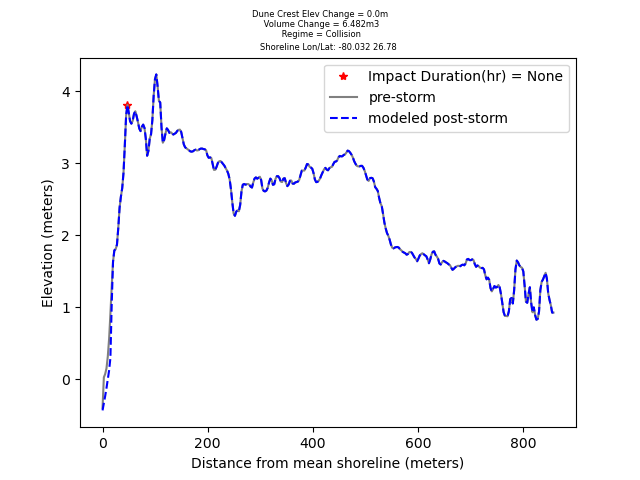 Dune Crest Elev Change = 0.0m
Volume Change = 6.482m3
Regime = Collision
Shoreline Lon/Lat: -80.032 26.78
Impact Duration(hr) = None
pre-storm
modeled post-storm
Elevation (meters)
4
3
2
1
0
0 200 400 600 800
Distance from mean shoreline (meters)